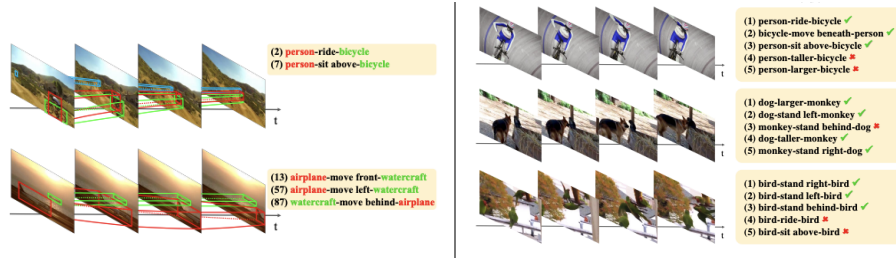 (2) person-ride-bicycle
(7) person-sit above-bicycle
t
(13) airplane-move front-watercraft
(57) airplane-move left-watercraft
(87) watercraft-move behind-airplane
t
(1) person-ride-bicycle ✓
(2) bicycle-move beneath-person ✓
(3) person-sit above-bicycle ✓
(4) person-taller-bicycle ✖
(5) person-larger-bicycle ✖
t
(1) dog-larger-monkey ✓
(2) dog-stand left-monkey ✓
(3) monkey-stand behind-dog ✖
(4) dog-taller-monkey ✓
(5) monkey-stand right-dog ✓
t
(1) bird-stand right-bird ✓
(2) bird-stand left-bird ✓
(3) bird-stand behind-bird ✓
(4) bird-ride-bird ✖
(5) bird-sit above-bird ✖
t